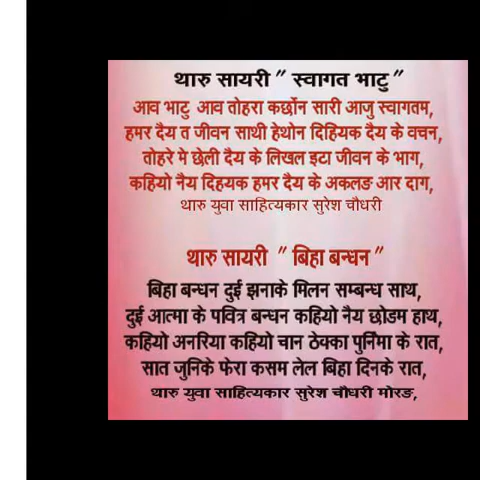 थारु सायरी " स्वागत भाटु "
आव भाटु आव तोहरा कर्छोन सारी आजु स्वागतम,
हमर दैय त जीवन साथी हेथोन दिहियक दैय के वचन,
तोहरे मे छेली दैय के लिखल इटा जीवन के भाग,
कहियो नैय दिहयक हमर दैय के अकलङ आर दाग,
थारु युवा साहित्यकार सुरेश चौधरी
थारु सायरी " बिहा बन्धन "
बिहा बन्धन दुई झनाके मिलन सम्बन्ध साथ,
दुई आत्मा के पवित्र बन्धन कहियो नैय छोडम हाथ,
कहियो अनरिया कहियो चान ठेक्का पुर्निमा के रात,
सात जुनिके फेरा कसम लेल बिहा दिनके रात,
थारु युवा साहित्यकार सुरेश चौधरी मोरङ,